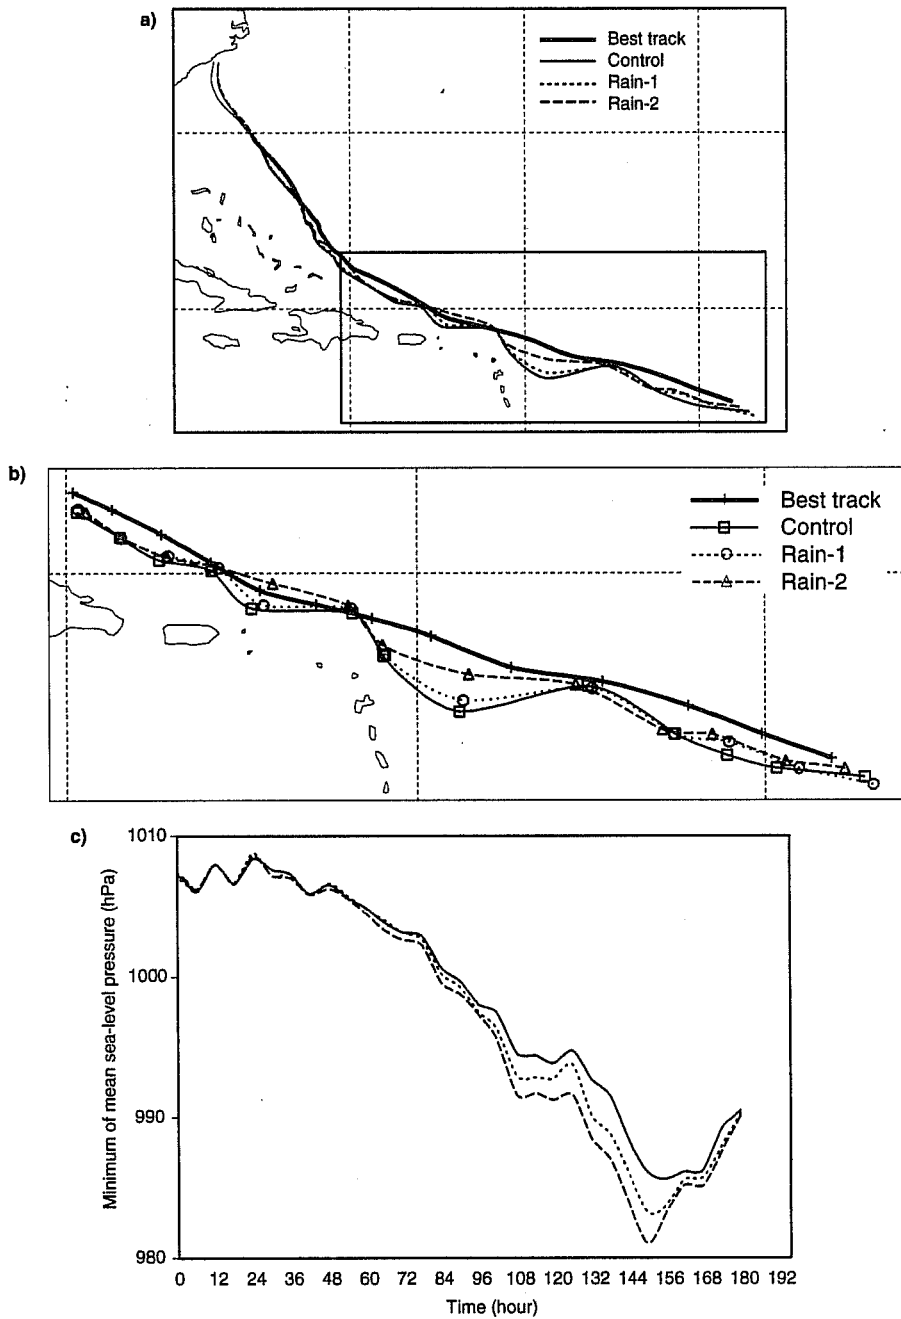 a)
Best track
Control
Rain-1
Rain-2
b)
Best track
Control
Rain-1
Rain-2
c)
1010
1000
990
980
Minimum of mean sea-level pressure (hPa)
0 12 24 36 48 60 72 84 96 108 120 132 144 156 168 180 192
Time (hour)